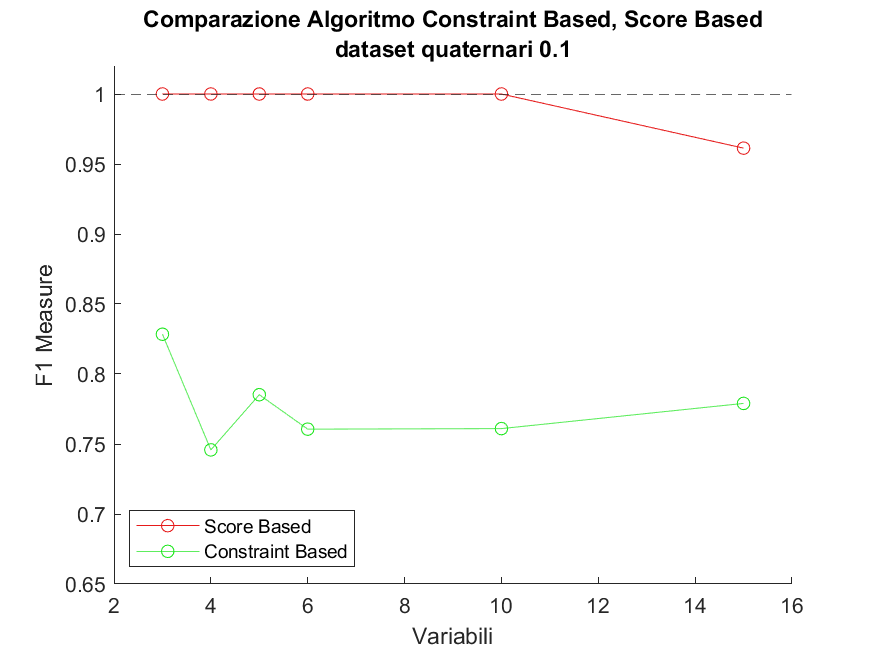 Comparazione Algoritmo Constraint Based, Score Based
dataset quaternari 0.1
1
0.95
0.9
0.85
0.8
0.75
0.7
0.65
F1 Measure
Score Based
Constraint Based
2 4 6 8 10 12 14 16
Variabili